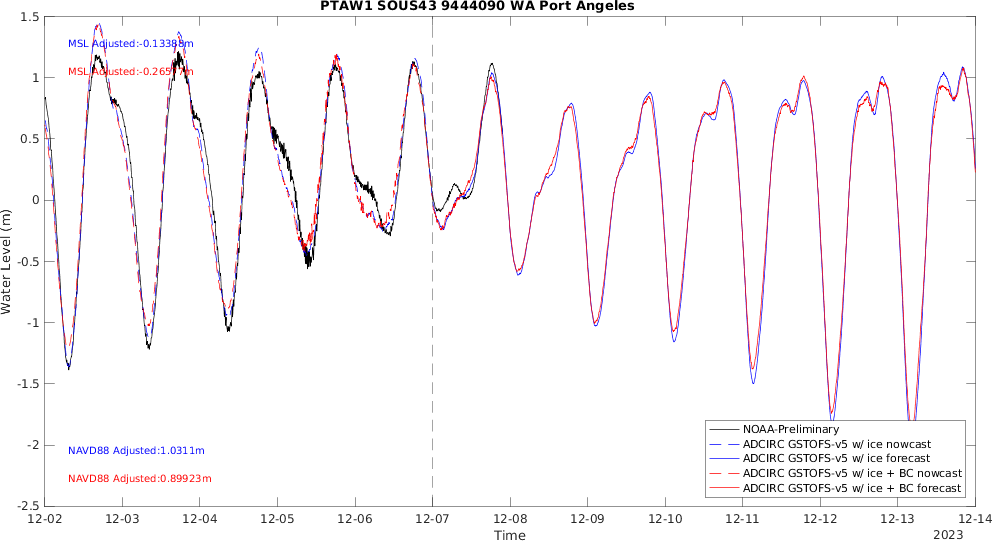 PTAW1 SOUS43 9444090 WA Port Angeles
MSL Adjusted:-0.13388m
MSL Adjusted:-0.265
NAVD88 Adjusted:1.0311m
NAVD88 Adjusted:0.89923m
Water Level (m)
1.5
1
0.5
0
-0.5
-1
-1.5
-2
-2.5
NOAA-Preliminary
ADCIRC GSTOFS-v5 w/ ice nowcast
ADCIRC GSTOFS-v5 w/ ice forecast
ADCIRC GSTOFS-v5 w/ ice + BC nowcast
ADCIRC GSTOFS-v5 w/ ice + BC forecast
12-02 12-03 12-04 12-05 12-06 12-07 12-08 12-09 12-10 12-11 12-12 12-13 12-14
Time
2023